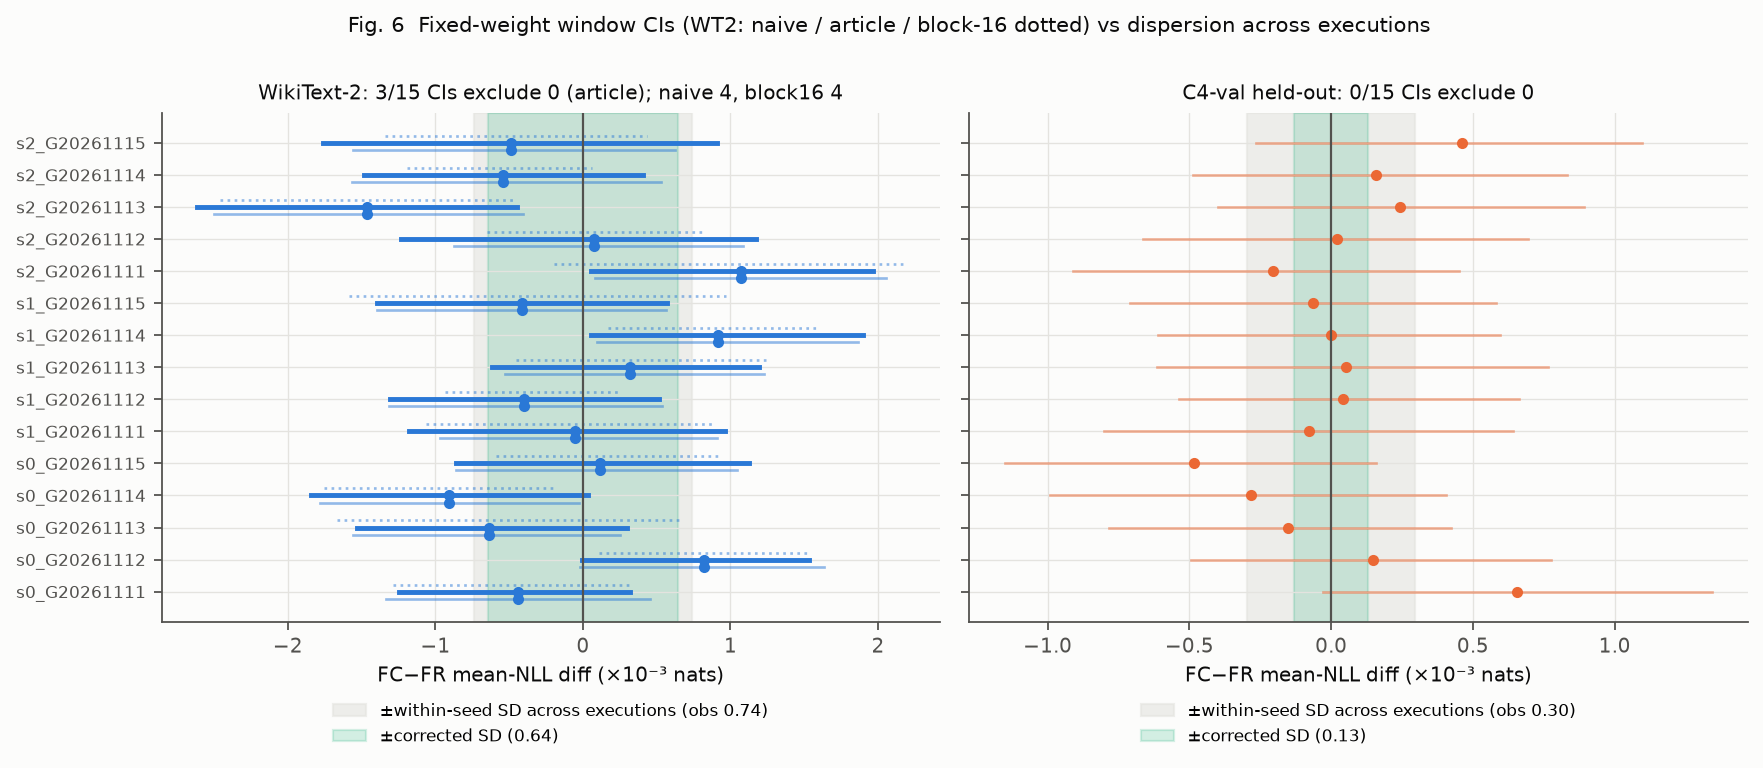 Fig. 6  Fixed-weight window CIs (WT2: naive / article / block-16 dotted) vs dispersion across executions
WikiText-2: 3/15 CIs exclude 0 (article); naive 4, block16 4
s2_G20261115
s2_G20261114
s2_G20261113
s2_G20261112
s2_G20261111
s1_G20261115
s1_G20261114
s1_G20261113
s1_G20261112
s1_G20261111
s0_G20261115
s0_G20261114
s0_G20261113
s0_G20261112
s0_G20261111
−2 −1 0 1 2
FC−FR mean-NLL diff (×10⁻³ nats)
±within-seed SD across executions (obs 0.74)
±corrected SD (0.64)
C4-val held-out: 0/15 CIs exclude 0
−1.0 −0.5 0.0 0.5 1.0
FC−FR mean-NLL diff (×10⁻³ nats)
±within-seed SD across executions (obs 0.30)
±corrected SD (0.13)